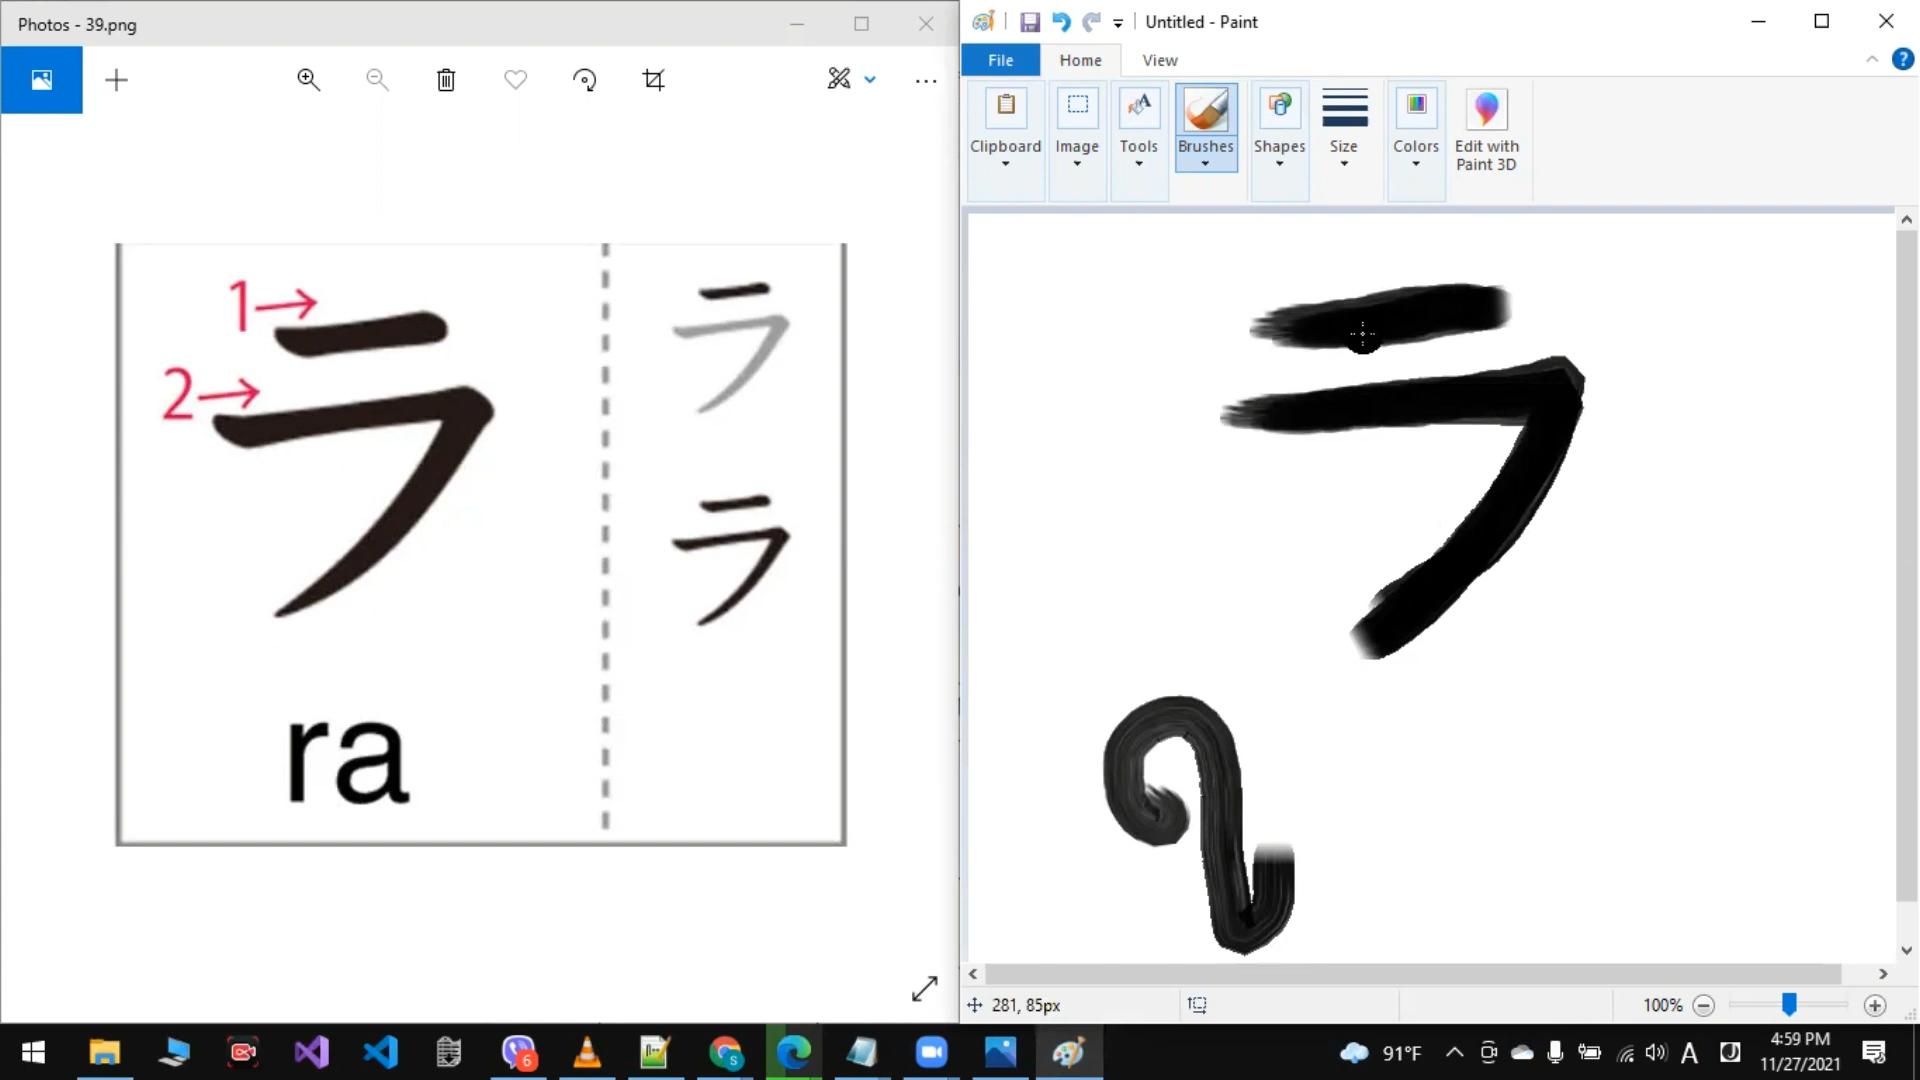 Photos - 39.png
Untitled - Paint
File
Home
View
Clipboard
Image
Tools
Brushes
Shapes
Size
Colors
Edit with
Paint 3D
1→
2→
ラ
ラ
ラ
ra
ラ
281, 85px
100%
6
S
91°F
A
J
4:59 PM
11/27/2021